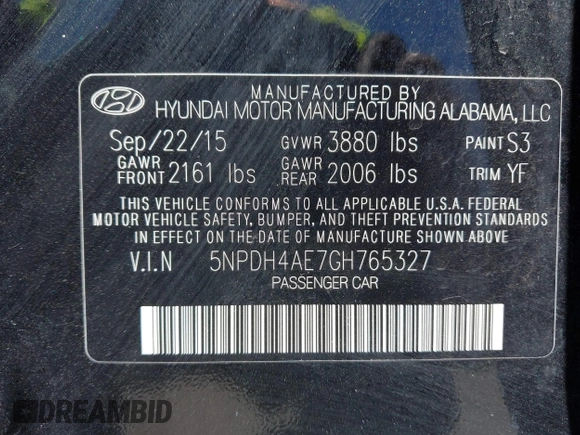 MANUFACTURED BY
HYUNDAI MOTOR MANUFACTURING ALABAMA, LLC
Sep/22/15 GVWR 3880 lbs PAINT S3
GAWR FRONT 2161 lbs GAWR REAR 2006 lbs TRIM YF
THIS VEHICLE CONFORMS TO ALL APPLICABLE U.S.A. FEDERAL
MOTOR VEHICLE SAFETY, BUMPER, AND THEFT PREVENTION STANDARDS
IN EFFECT ON THE DATE OF MANUFACTURE SHOWN ABOVE.
V.I.N 5NPDH4AE7GH765327
PASSENGER CAR
DREAMBID